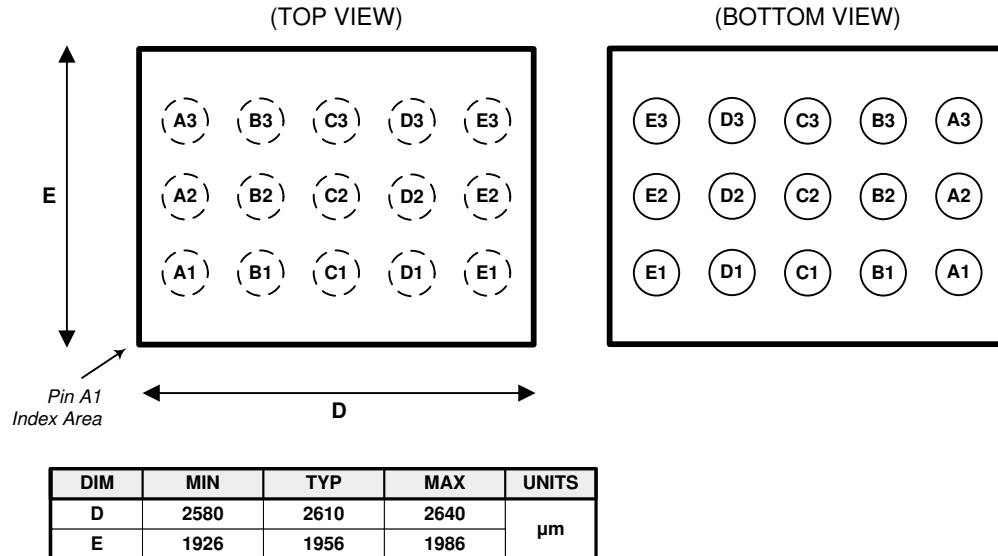 (TOP VIEW) (BOTTOM VIEW)
A3 B3 C3 D3 E3 E3 D3 C3 B3 A3
E A2 B2 C2 D2 E2 E2 D2 C2 B2 A2
A1 B1 C1 D1 E1 E1 D1 C1 B1 A1
Pin A1
Index Area
D
DIM MIN TYP MAX UNITS
D 2580 2610 2640 µm
E 1926 1956 1986